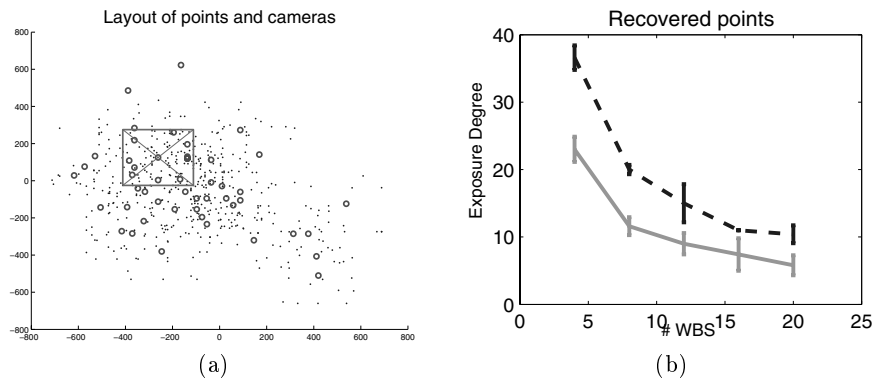 Layout of points and cameras
800
600
400
200
0
−200
−400
−600
−800
−800 −600 −400 −200 0 200 400 600 800
(a)
Recovered points
Exposure Degree
40
30
20
10
0
0 5 10 15 20 25
# WBS
(b)